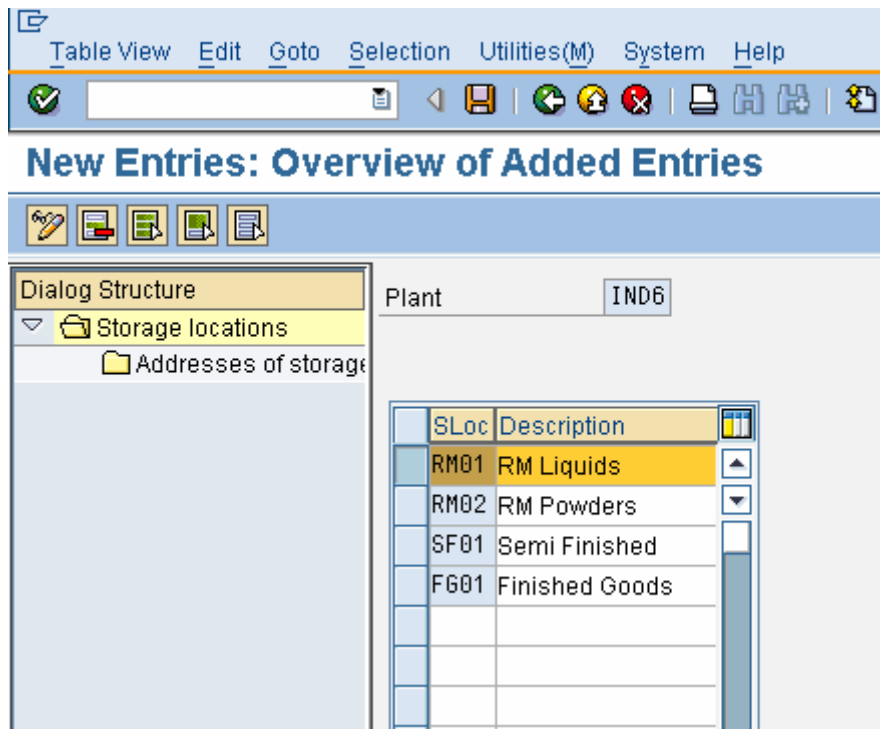 Table View Edit Goto Selection Utilities(M) System Help
New Entries: Overview of Added Entries
Dialog Structure
Storage locations
Addresses of storage
Plant IND6
SLoc Description
RM01 RM Liquids
RM02 RM Powders
SF01 Semi Finished
FG01 Finished Goods